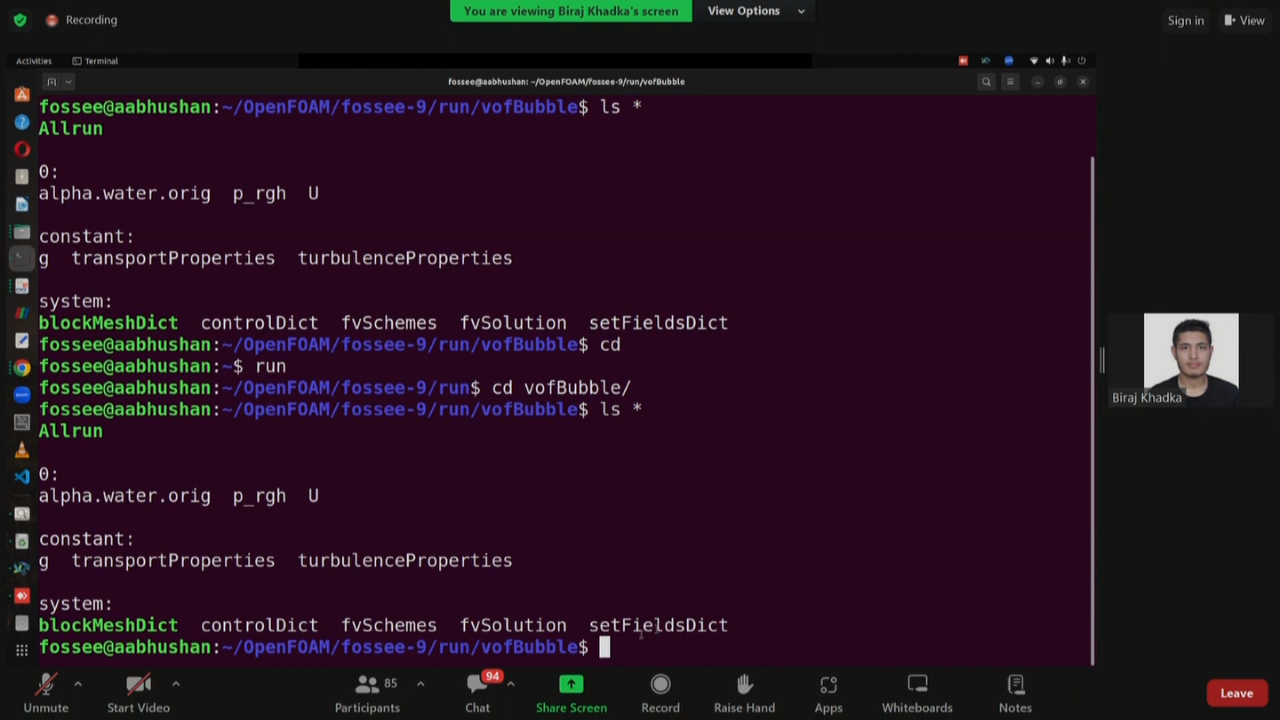 Recording
You are viewing Biraj Khadka's screen
View Options
Sign in
View
Activities
Terminal
fossee@aabhushan: ~/OpenFOAM/fossee-9/run/vofBubble
fossee@aabhushan:~/OpenFOAM/fossee-9/run/vofBubble$ ls *
Allrun
0:
alpha.water.orig p_rgh U
constant:
g transportProperties turbulenceProperties
system:
blockMeshDict controlDict fvSchemes fvSolution setFieldsDict
fossee@aabhushan:~/OpenFOAM/fossee-9/run/vofBubble$ cd
fossee@aabhushan:~$ run
fossee@aabhushan:~/OpenFOAM/fossee-9/run$ cd vofBubble/
fossee@aabhushan:~/OpenFOAM/fossee-9/run/vofBubble$ ls *
Allrun
0:
alpha.water.orig p_rgh U
constant:
g transportProperties turbulenceProperties
system:
blockMeshDict controlDict fvSchemes fvSolution setFieldsDict
fossee@aabhushan:~/OpenFOAM/fossee-9/run/vofBubble$
Biraj Khadka
Unmute
Start Video
85
Participants
94
Chat
Share Screen
Record
Raise Hand
Apps
Whiteboards
Notes
Leave